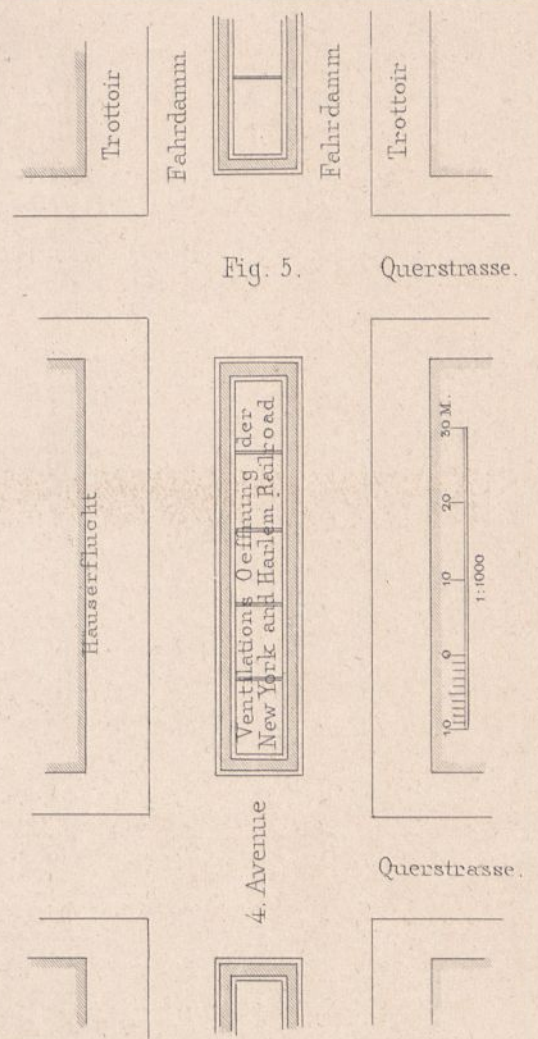 Trottoir
Fahrdamm
Fahrdamm
Trottoir
Fig. 5.
Querstrasse.
Häuserflucht
Ventilations Oeffnung der
New York and Harlem Railroad
10 0 10 20 30 M.
1:1000
4. Avenue
Querstrasse.